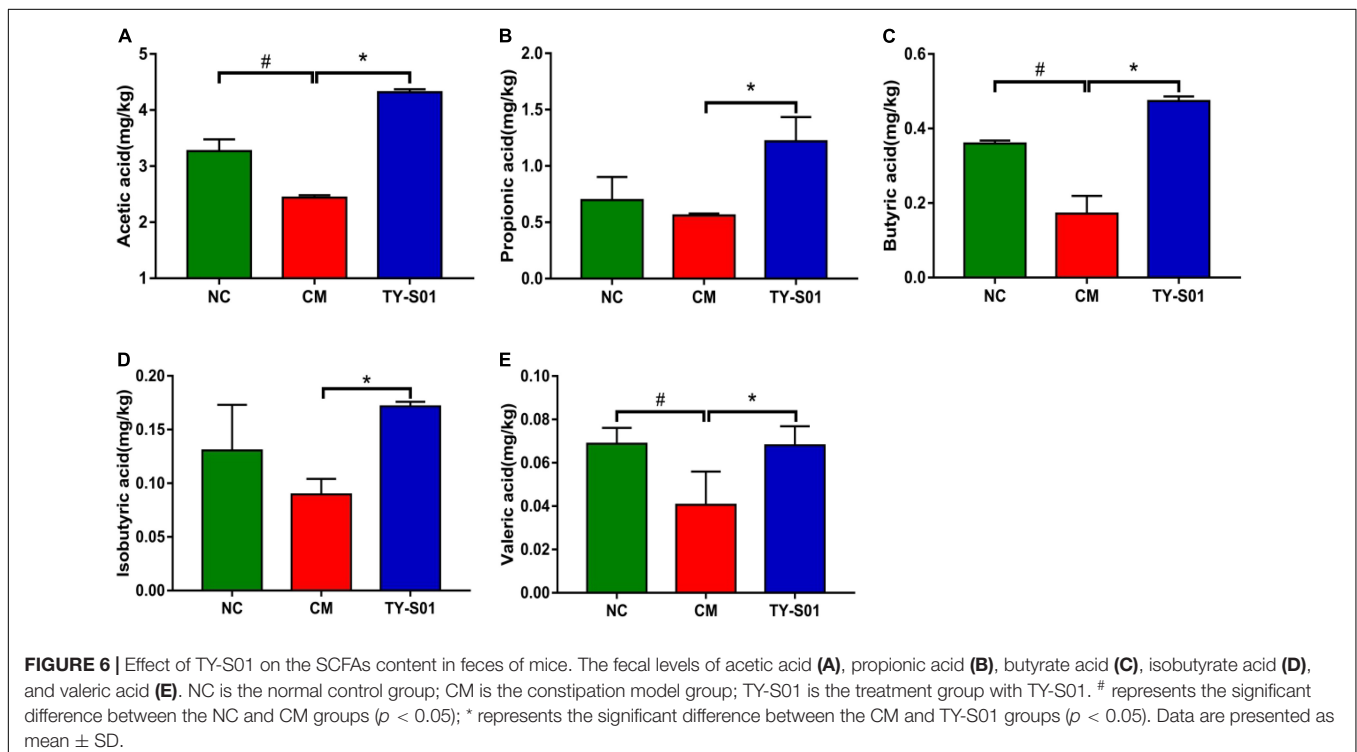 A
Acetic acid(mg/kg)
5
4
3
2
1
#
*
NC
CM
TY-S01
B
Propionic acid(mg/kg)
2.0
1.5
1.0
0.5
0.0
*
NC
CM
TY-S01
C
Butyric acid(mg/kg)
0.6
0.4
0.2
0.0
#
*
NC
CM
TY-S01
D
Isobutyric acid(mg/kg)
0.20
0.15
0.10
0.05
0.00
*
NC
CM
TY-S01
E
Valeric acid(mg/kg)
0.10
0.08
0.06
0.04
0.02
0.00
#
*
NC
CM
TY-S01
FIGURE 6 | Effect of TY-S01 on the SCFAs content in feces of mice. The fecal levels of acetic acid (A), propionic acid (B), butyrate acid (C), isobutyrate acid (D),
and valeric acid (E). NC is the normal control group; CM is the constipation model group; TY-S01 is the treatment group with TY-S01. # represents the significant
difference between the NC and CM groups (p < 0.05); * represents the significant difference between the CM and TY-S01 groups (p < 0.05). Data are presented as
mean ± SD.